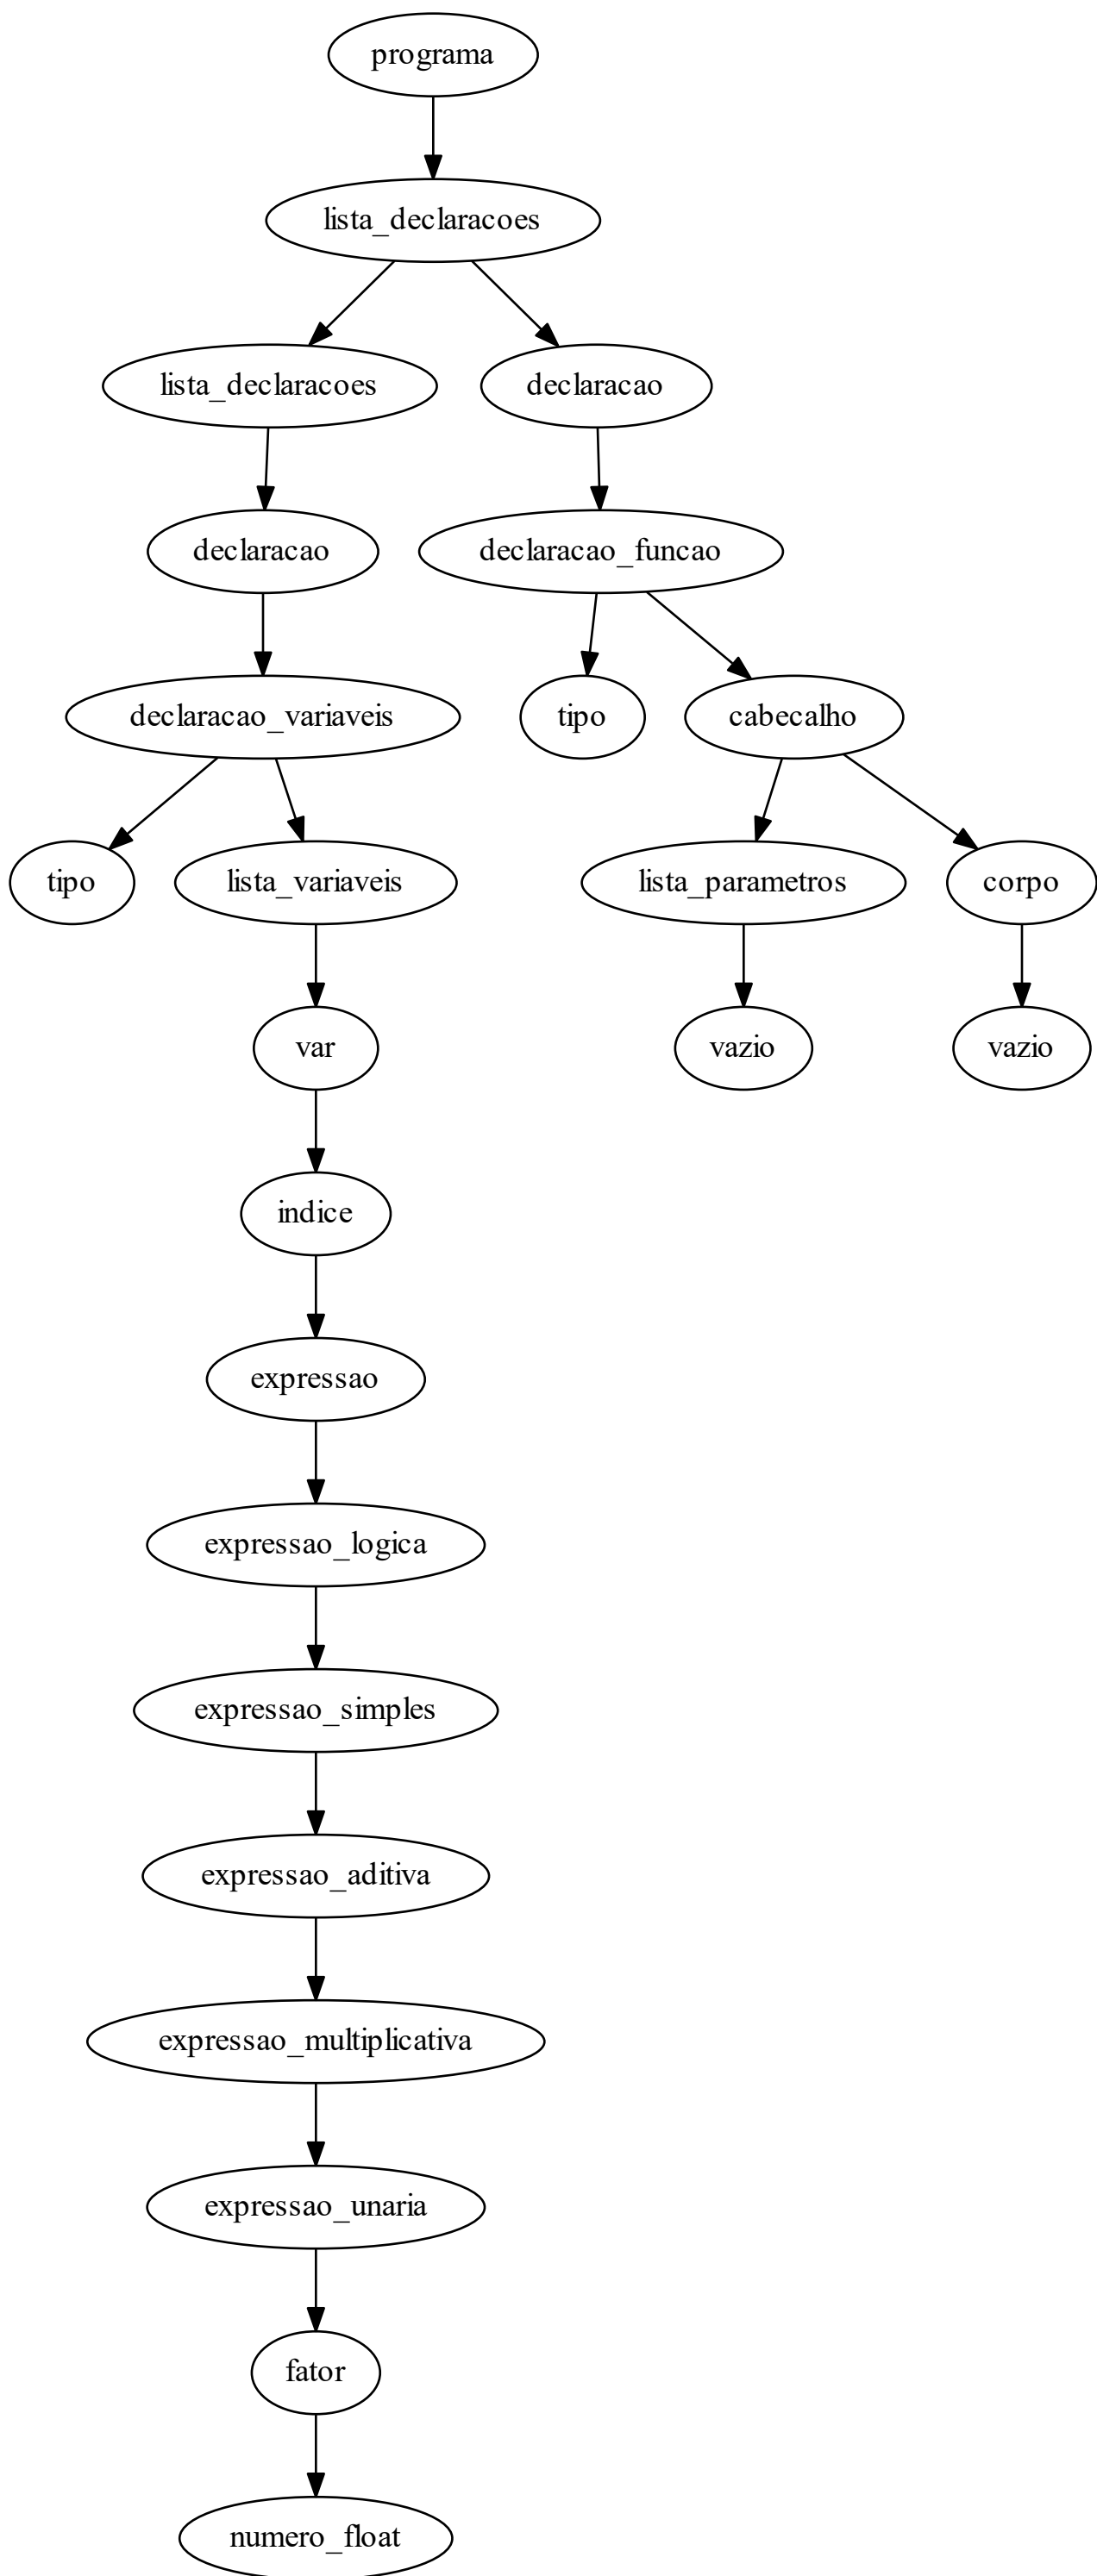 programa
lista_declaracoes
lista_declaracoes
declaracao
declaracao
declaracao_funcao
declaracao_variaveis
tipo
cabecalho
tipo
lista_variaveis
lista_parametros
corpo
var
vazio
vazio
indice
expressao
expressao_logica
expressao_simples
expressao_aditiva
expressao_multiplicativa
expressao_unaria
fator
numero_float